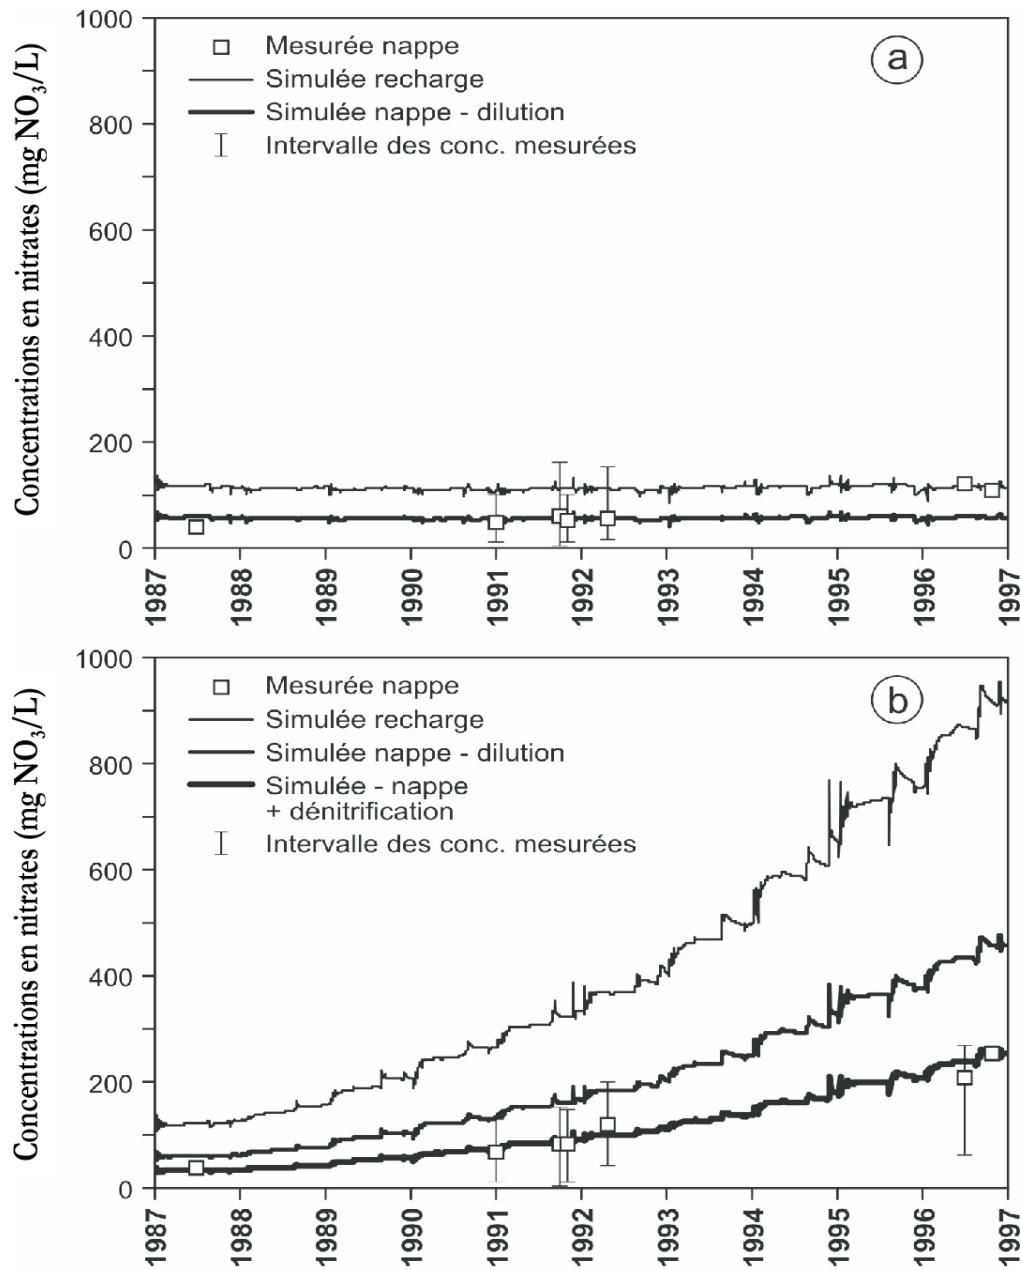 Concentrations en nitrates (mg NO₃/L)
1000
800
600
400
200
0
Mesurée nappe
Simulée recharge
Simulée nappe - dilution
Intervalle des conc. mesurées
a
1987
1988
1989
1990
1991
1992
1993
1994
1995
1996
1997
Concentrations en nitrates (mg NO₃/L)
1000
800
600
400
200
0
Mesurée nappe
Simulée recharge
Simulée nappe - dilution
Simulée - nappe
+ dénitrification
Intervalle des conc. mesurées
b
1987
1988
1989
1990
1991
1992
1993
1994
1995
1996
1997